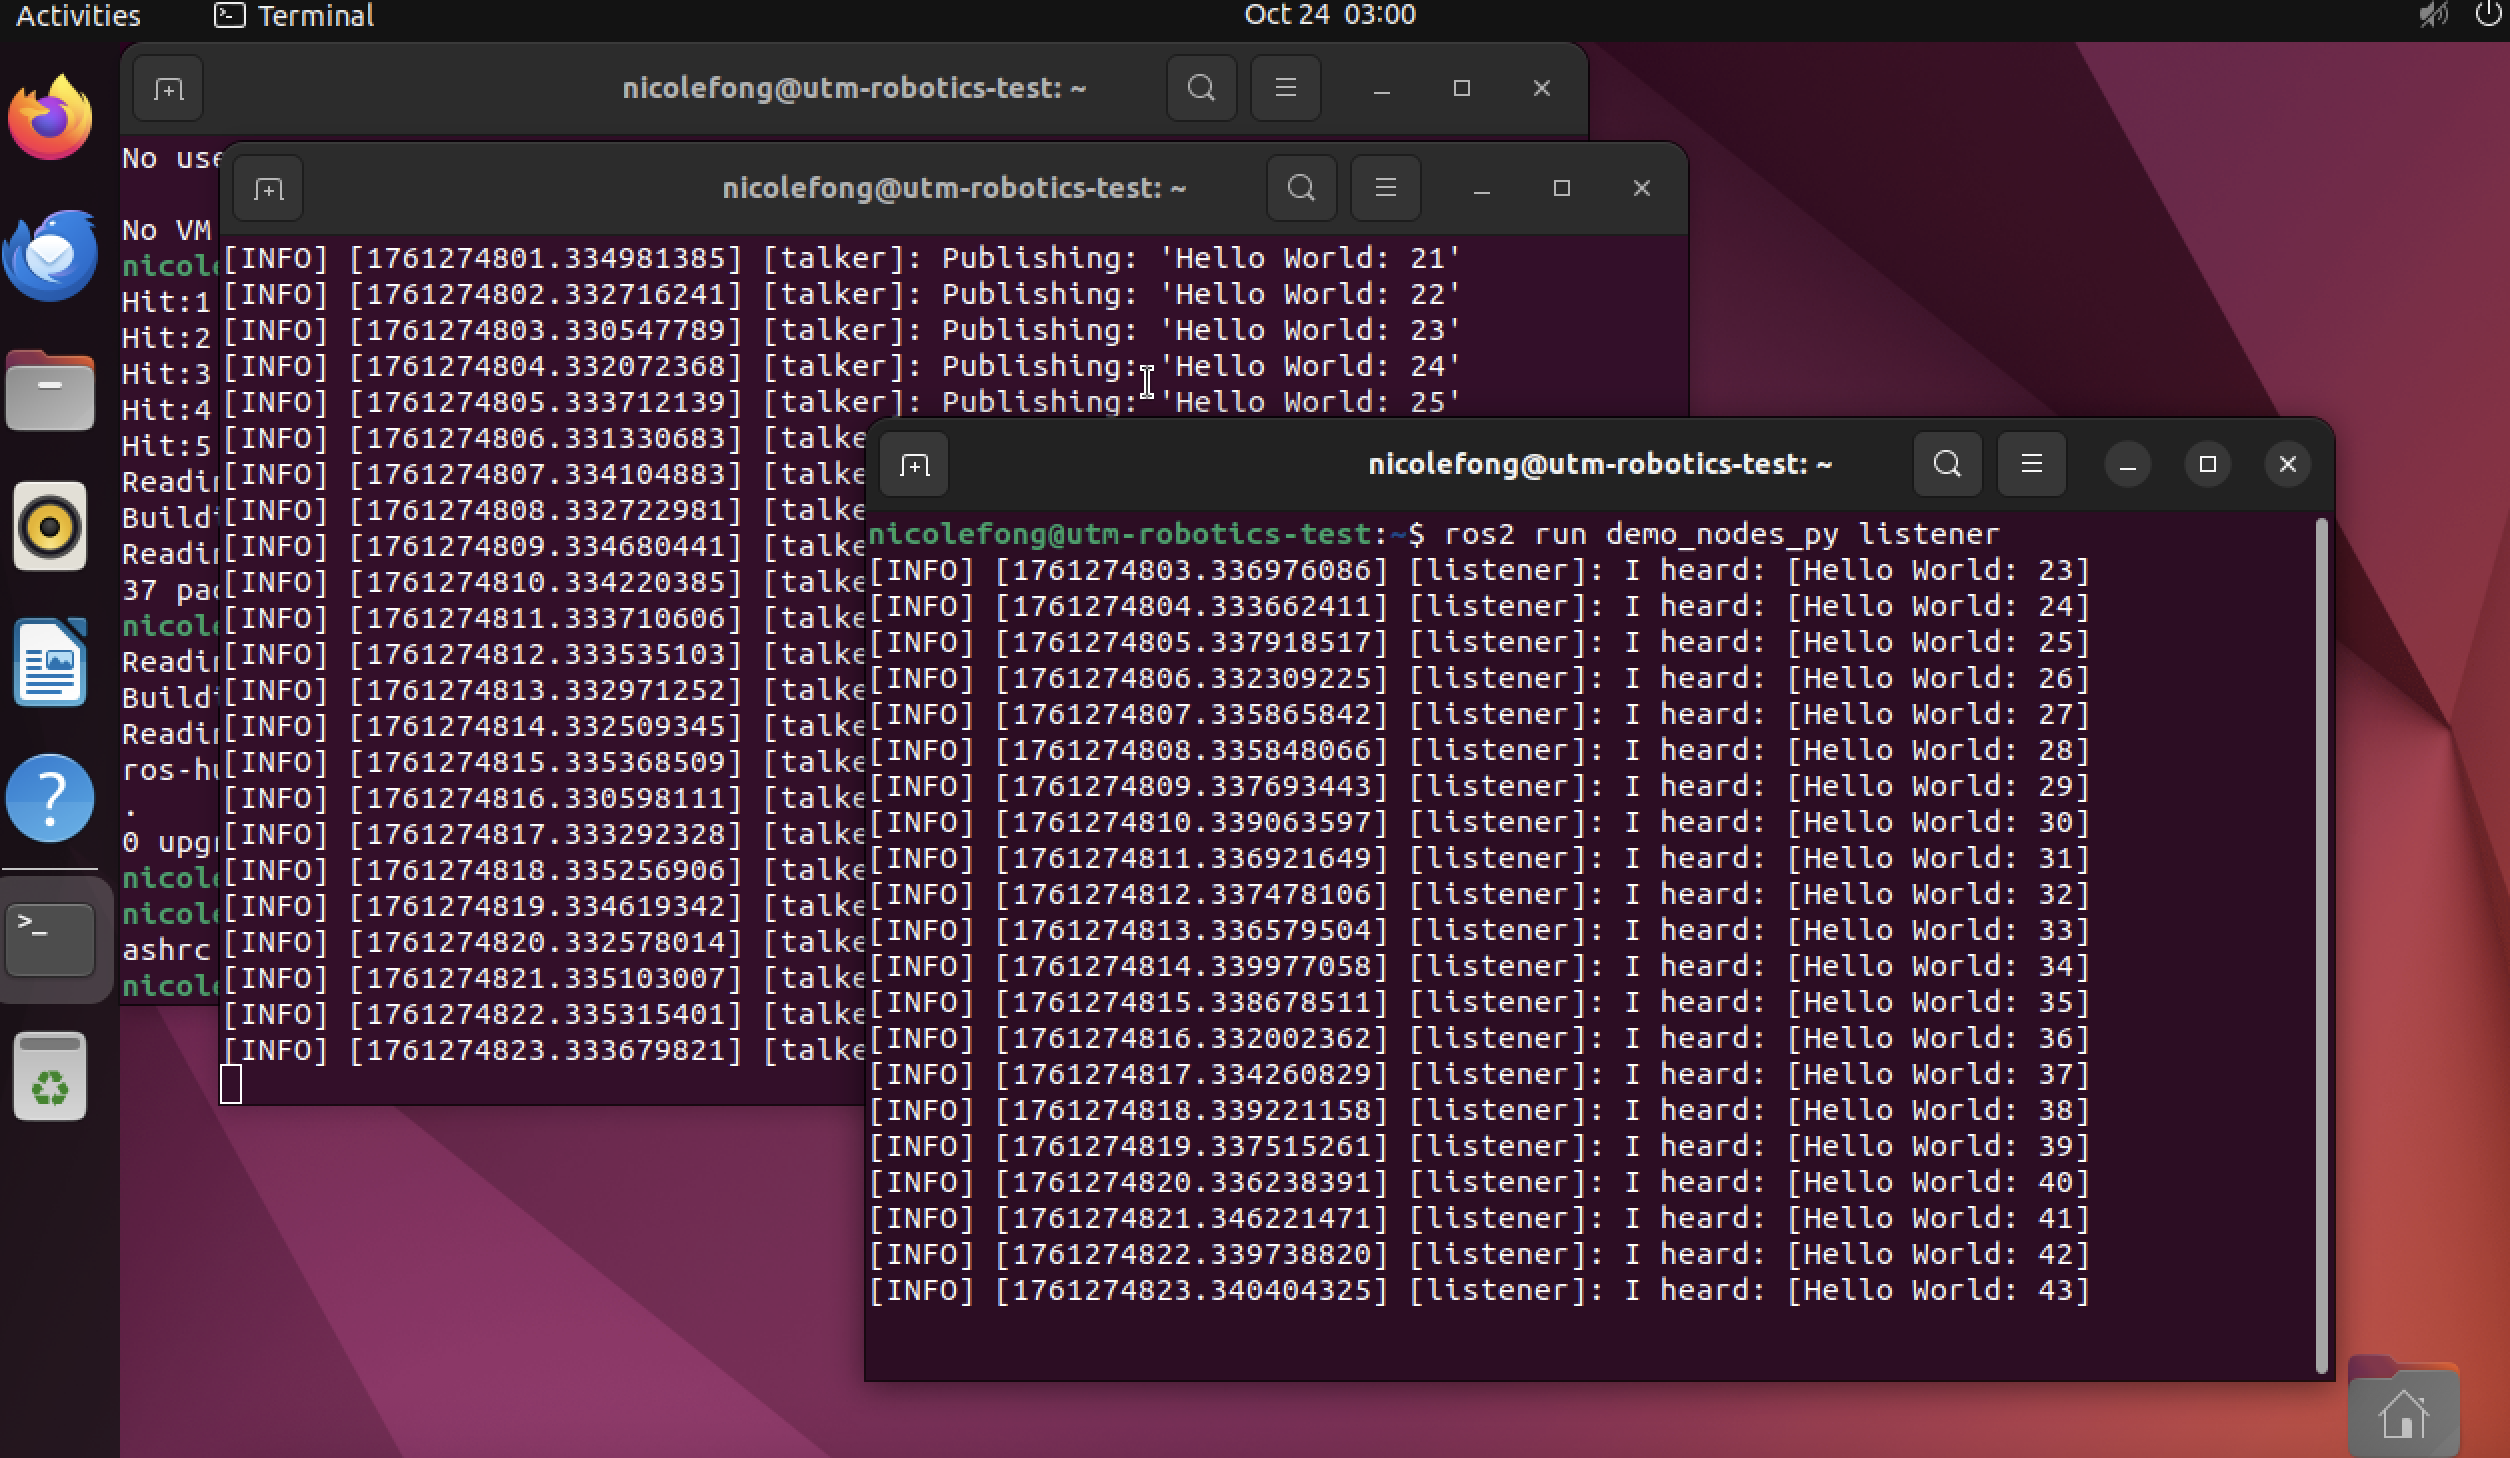 Activities
Terminal
Oct 24 03:00
nicolefong@utm-robotics-test: ~
No
No VM
Hit:1
Hit:2
Hit:3
Hit:4
Hit:5
37
.
0
ashrc
nicolefong@utm-robotics-test: ~
[INFO] [1761274801.334981385] [talker]: Publishing: 'Hello World: 21'
[INFO] [1761274802.332716241] [talker]: Publishing: 'Hello World: 22'
[INFO] [1761274803.330547789] [talker]: Publishing: 'Hello World: 23'
[INFO] [1761274804.332072368] [talker]: Publishing: 'Hello World: 24'
[INFO] [1761274805.333712139] [talker]: Publishing: 'Hello World: 25'
[INFO] [1761274806.331330683] [talke
[INFO] [1761274807.334104883] [talke
[INFO] [1761274808.332722981] [talke
[INFO] [1761274809.334680441] [talke
[INFO] [1761274810.334220385] [talke
[INFO] [1761274811.333710606] [talke
[INFO] [1761274812.333535103] [talke
[INFO] [1761274813.332971252] [talke
[INFO] [1761274814.332509345] [talke
[INFO] [1761274815.335368509] [talke
[INFO] [1761274816.330598111] [talke
[INFO] [1761274817.333292328] [talke
[INFO] [1761274818.335256906] [talke
[INFO] [1761274819.334619342] [talke
[INFO] [1761274820.332578014] [talke
[INFO] [1761274821.335103007] [talke
[INFO] [1761274822.335315401] [talke
[INFO] [1761274823.333679821] [talke
nicolefong@utm-robotics-test: ~
nicolefong@utm-robotics-test:~$ ros2 run demo_nodes_py listener
[INFO] [1761274803.336976086] [listener]: I heard: [Hello World: 23]
[INFO] [1761274804.333662411] [listener]: I heard: [Hello World: 24]
[INFO] [1761274805.337918517] [listener]: I heard: [Hello World: 25]
[INFO] [1761274806.332309225] [listener]: I heard: [Hello World: 26]
[INFO] [1761274807.335865842] [listener]: I heard: [Hello World: 27]
[INFO] [1761274808.335848066] [listener]: I heard: [Hello World: 28]
[INFO] [1761274809.337693443] [listener]: I heard: [Hello World: 29]
[INFO] [1761274810.339063597] [listener]: I heard: [Hello World: 30]
[INFO] [1761274811.336921649] [listener]: I heard: [Hello World: 31]
[INFO] [1761274812.337478106] [listener]: I heard: [Hello World: 32]
[INFO] [1761274813.336579504] [listener]: I heard: [Hello World: 33]
[INFO] [1761274814.339977058] [listener]: I heard: [Hello World: 34]
[INFO] [1761274815.338678511] [listener]: I heard: [Hello World: 35]
[INFO] [1761274816.332002362] [listener]: I heard: [Hello World: 36]
[INFO] [1761274817.334260829] [listener]: I heard: [Hello World: 37]
[INFO] [1761274818.339221158] [listener]: I heard: [Hello World: 38]
[INFO] [1761274819.337515261] [listener]: I heard: [Hello World: 39]
[INFO] [1761274820.336238391] [listener]: I heard: [Hello World: 40]
[INFO] [1761274821.346221471] [listener]: I heard: [Hello World: 41]
[INFO] [1761274822.339738820] [listener]: I heard: [Hello World: 42]
[INFO] [1761274823.340404325] [listener]: I heard: [Hello World: 43]